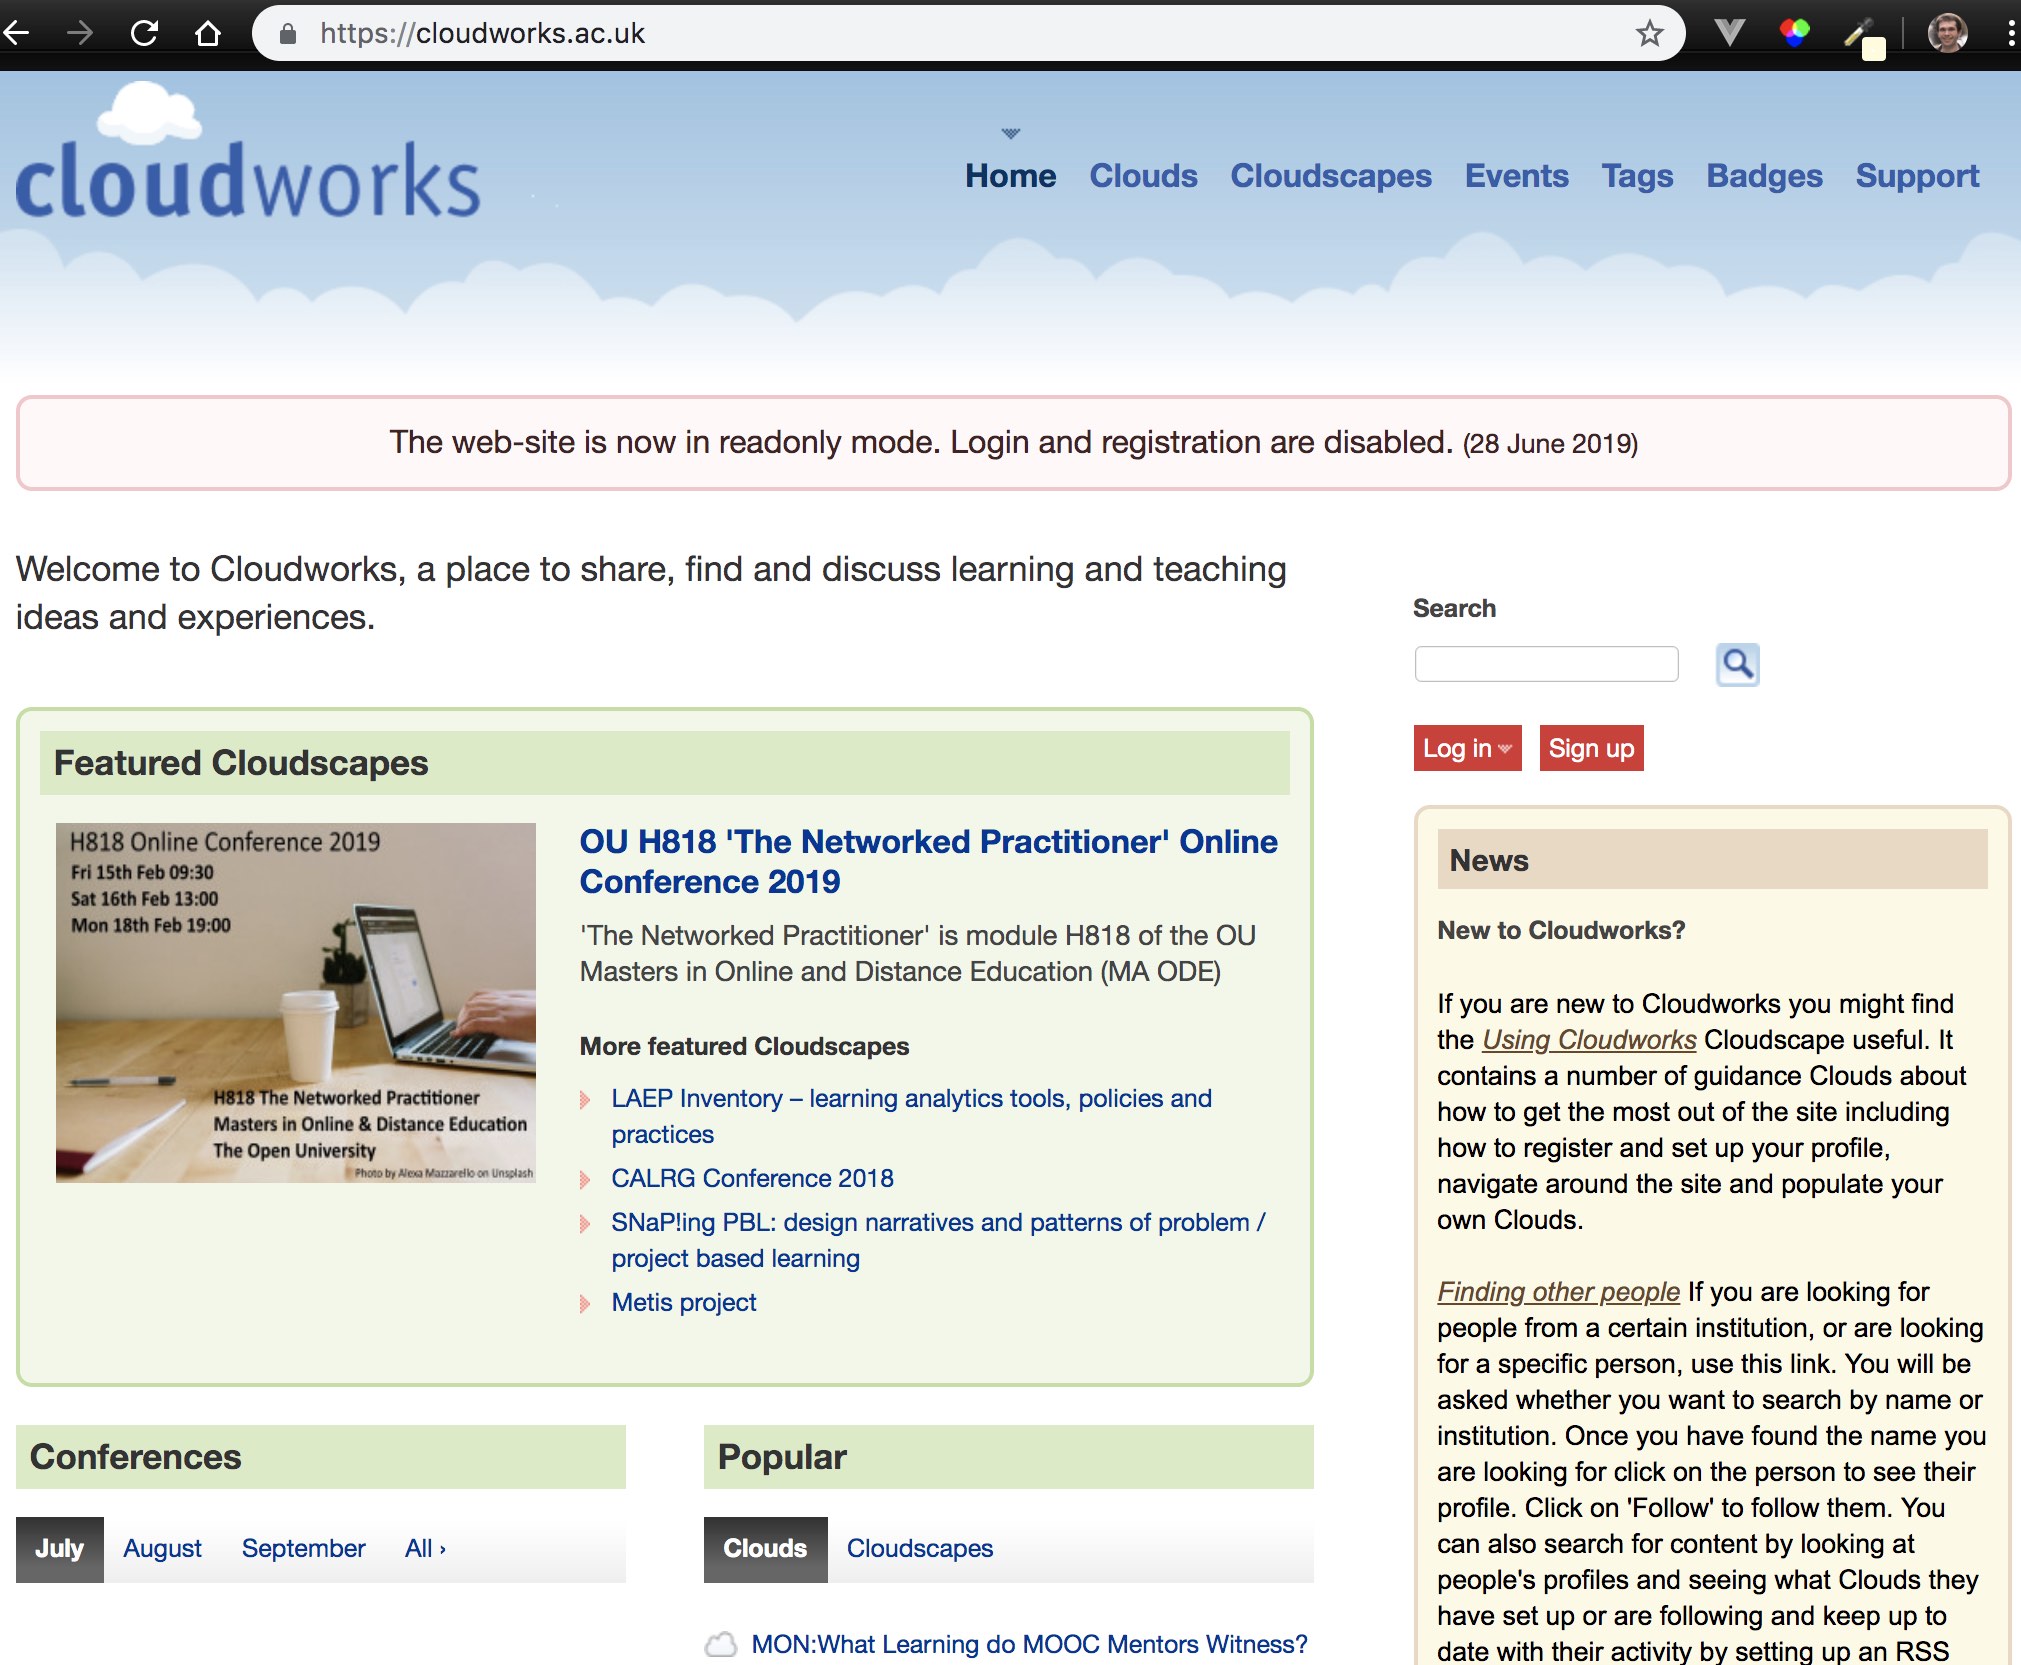 https://cloudworks.ac.uk
cloudworks
Home Clouds Cloudscapes Events Tags Badges Support
The web-site is now in readonly mode. Login and registration are disabled. (28 June 2019)
Welcome to Cloudworks, a place to share, find and discuss learning and teaching
ideas and experiences.
Featured Cloudscapes
H818 Online Conference 2019
Fri 15th Feb 09:30
Sat 16th Feb 13:00
Mon 18th Feb 19:00
H818 The Networked Practitioner
Masters in Online & Distance Education
The Open University
Photo by Alexa Mazzarello on Unsplash
OU H818 'The Networked Practitioner' Online
Conference 2019
'The Networked Practitioner' is module H818 of the OU
Masters in Online and Distance Education (MA ODE)
More featured Cloudscapes
LAEP Inventory – learning analytics tools, policies and
practices
CALRG Conference 2018
SNaP!ing PBL: design narratives and patterns of problem /
project based learning
Metis project
Conferences
July August September All ›
Popular
Clouds Cloudscapes
MON:What Learning do MOOC Mentors Witness?
Search
Log in Sign up
News
New to Cloudworks?
If you are new to Cloudworks you might find
the Using Cloudworks Cloudscape useful. It
contains a number of guidance Clouds about
how to get the most out of the site including
how to register and set up your profile,
navigate around the site and populate your
own Clouds.
Finding other people If you are looking for
people from a certain institution, or are looking
for a specific person, use this link. You will be
asked whether you want to search by name or
institution. Once you have found the name you
are looking for click on the person to see their
profile. Click on 'Follow' to follow them. You
can also search for content by looking at
people's profiles and seeing what Clouds they
have set up or are following and keep up to
date with their activity by setting up an RSS